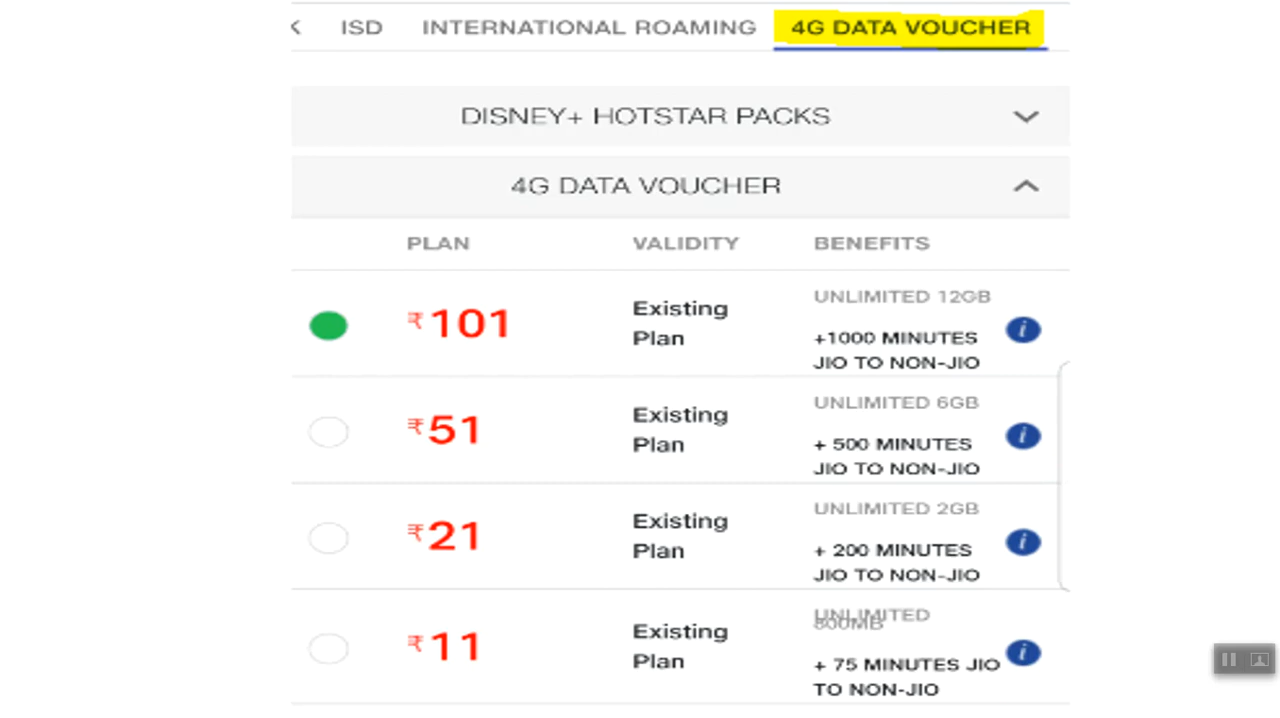 ISD INTERNATIONAL ROAMING 4G DATA VOUCHER
DISNEY+ HOTSTAR PACKS
4G DATA VOUCHER
PLAN VALIDITY BENEFITS
₹101 Existing Plan UNLIMITED 12GB
+1000 MINUTES
JIO TO NON-JIO
₹51 Existing Plan UNLIMITED 6GB
+ 500 MINUTES
JIO TO NON-JIO
₹21 Existing Plan UNLIMITED 2GB
+ 200 MINUTES
JIO TO NON-JIO
₹11 Existing Plan UNLIMITED
800MB
+ 75 MINUTES JIO
TO NON-JIO